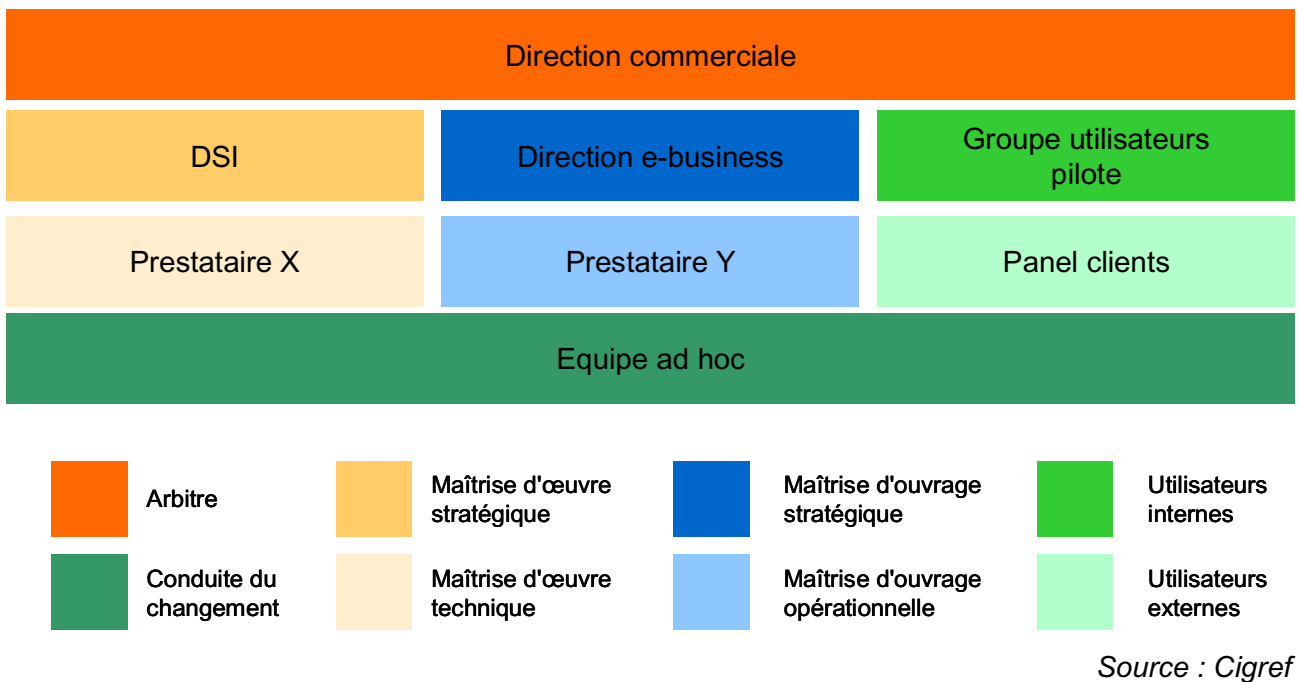 Direction commerciale
DSI
Direction e-business
Groupe utilisateurs
pilote
Prestataire X
Prestataire Y
Panel clients
Equipe ad hoc
Arbitre
Maîtrise d'œuvre
stratégique
Maîtrise d'ouvrage
stratégique
Utilisateurs
internes
Conduite du
changement
Maîtrise d'œuvre
technique
Maîtrise d'ouvrage
opérationnelle
Utilisateurs
externes
Source : Cigref